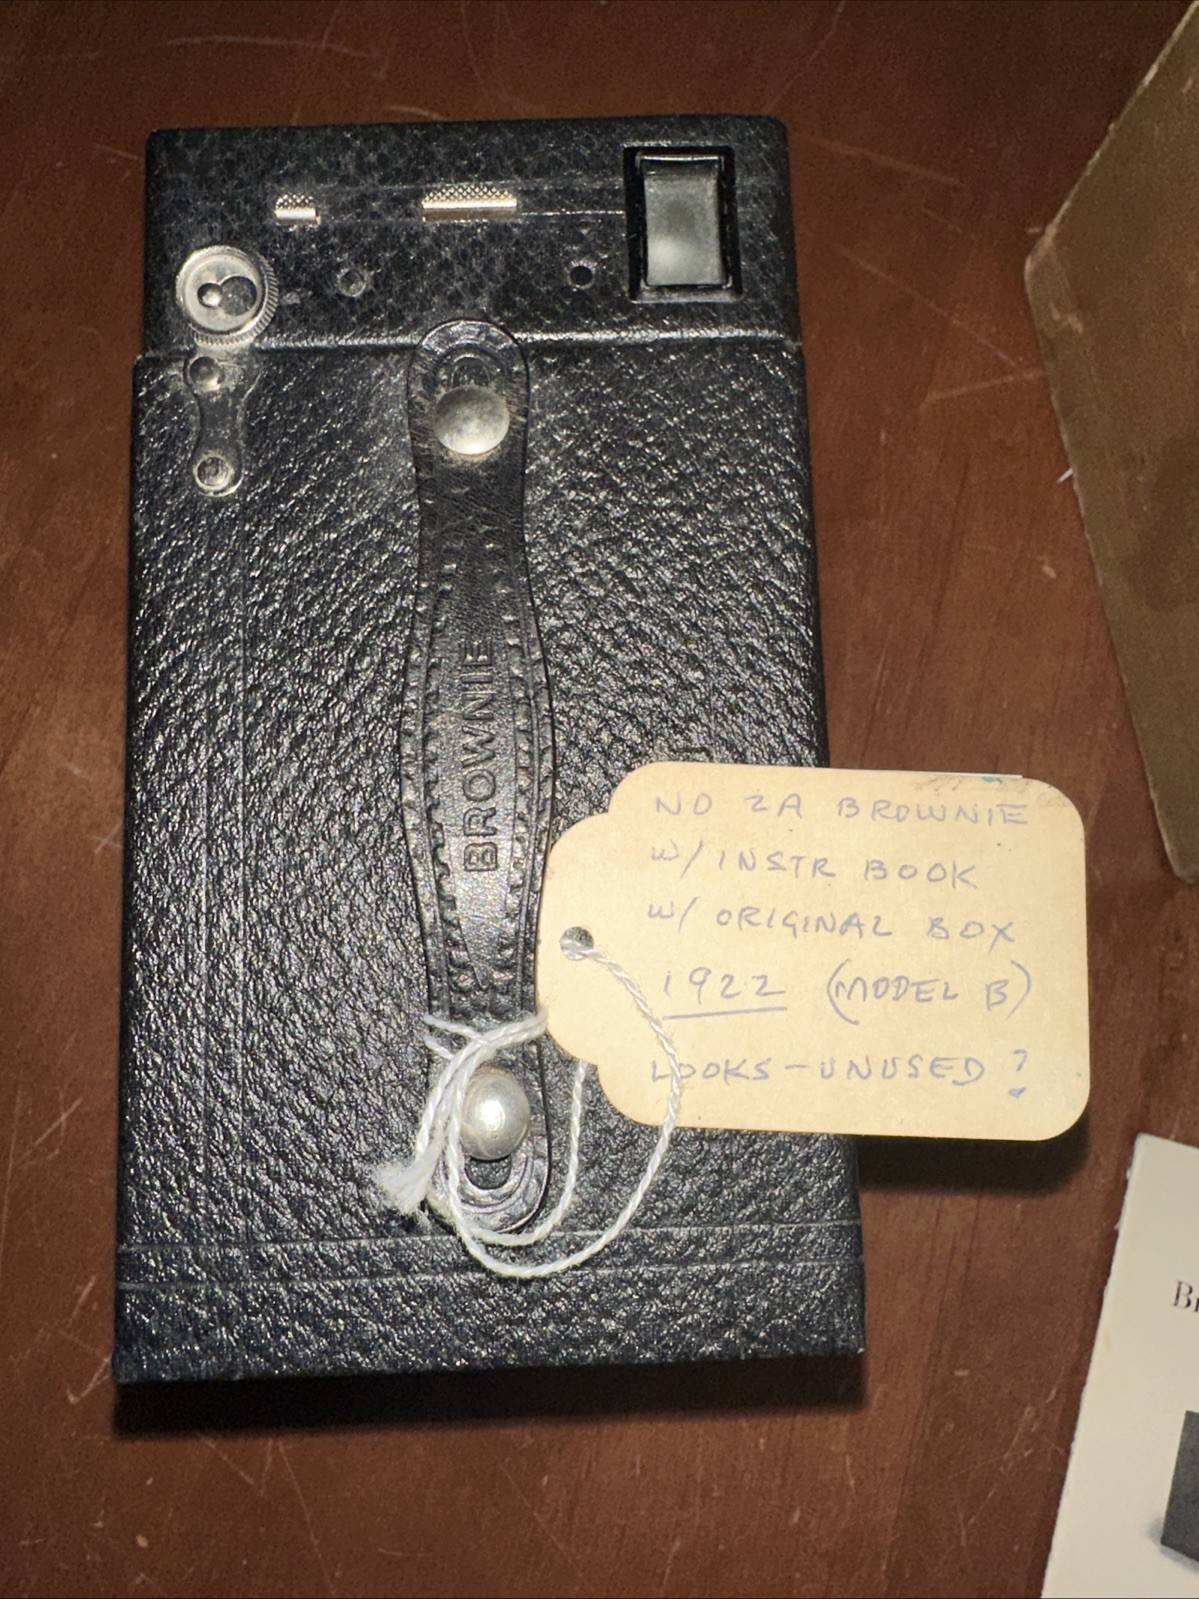 BROWNIE
NO 2A BROWNIE
W/ INSTR BOOK
W/ ORIGINAL BOX
1922 (MODEL B)
LOOKS-UNUSED?